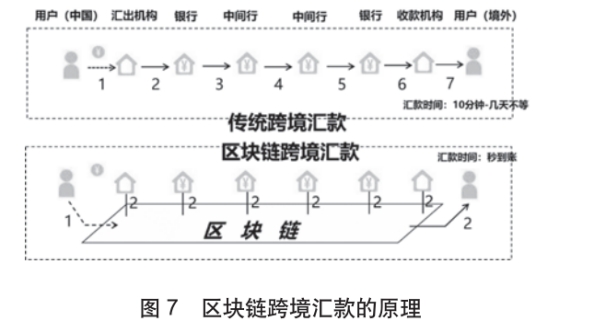 用户（中国） 汇出机构 银行 中间行 中间行 银行 收款机构 用户（境外）
1 2 3 4 5 6 7
汇款时间：10分钟-几天不等
传统跨境汇款
区块链跨境汇款
汇款时间：秒到账
2 2 2 2 2 2
1 区块链 2
图 7 区块链跨境汇款的原理